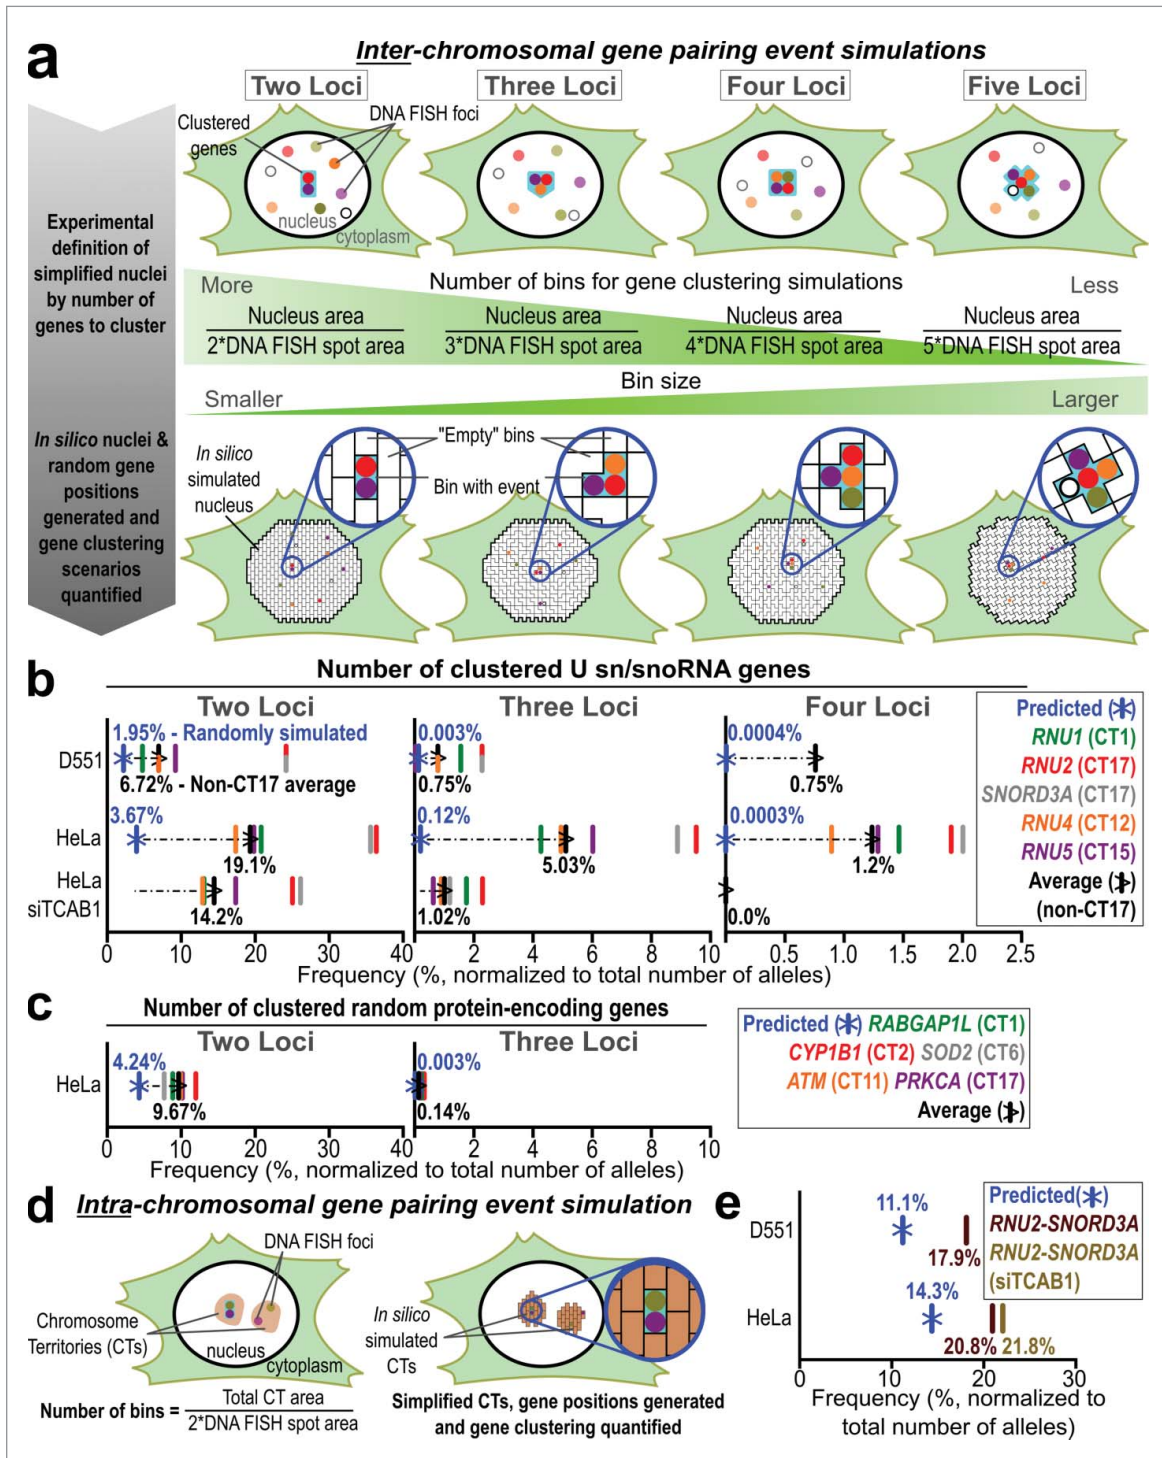 a
Inter-chromosomal gene pairing event simulations
Two Loci
Three Loci
Four Loci
Five Loci
Clustered
genes
DNA FISH foci
nucleus
cytoplasm
Experimental
definition of
simplified nuclei
by number of
genes to cluster
More
Number of bins for gene clustering simulations
Less
Nucleus area
2*DNA FISH spot area
Nucleus area
3*DNA FISH spot area
Nucleus area
4*DNA FISH spot area
Nucleus area
5*DNA FISH spot area
Bin size
Smaller
Larger
In silico nuclei &
random gene
positions
generated and
gene clustering
scenarios
quantified
In silico
simulated
nucleus
"Empty" bins
Bin with event
b
Number of clustered U sn/snoRNA genes
Two Loci
Three Loci
Four Loci
D551
1.95% - Randomly simulated
6.72% - Non-CT17 average
0.003%
0.75%
0.0004%
0.75%
HeLa
3.67%
19.1%
0.12%
5.03%
0.0003%
1.2%
HeLa
siTCAB1
14.2%
1.02%
0.0%
0 10 20 30 40
0 2 4 6 8 10
0 0.5 1.0 1.5 2.0 2.5
Frequency (%, normalized to total number of alleles)
Predicted (✱)
RNU1 (CT1)
RNU2 (CT17)
SNORD3A (CT17)
RNU4 (CT12)
RNU5 (CT15)
Average (➤)
(non-CT17)
c
Number of clustered random protein-encoding genes
Two Loci
Three Loci
HeLa
4.24%
9.67%
0.003%
0.14%
0 10 20 30 40
0 2 4 6 8 10
Frequency (%, normalized to total number of alleles)
Predicted (✱) RABGAP1L (CT1)
CYP1B1 (CT2) SOD2 (CT6)
ATM (CT11) PRKCA (CT17)
Average (➤)
d
Intra-chromosomal gene pairing event simulation
DNA FISH foci
Chromosome
Territories (CTs)
nucleus
cytoplasm
Number of bins = Total CT area
2*DNA FISH spot area
In silico
simulated
CTs
Simplified CTs, gene positions generated
and gene clustering quantified
e
D551
11.1%
17.9%
HeLa
14.3%
20.8%
21.8%
Predicted(✱)
RNU2-SNORD3A
RNU2-SNORD3A
(siTCAB1)
0 10 20 30
Frequency (%, normalized to
total number of alleles)